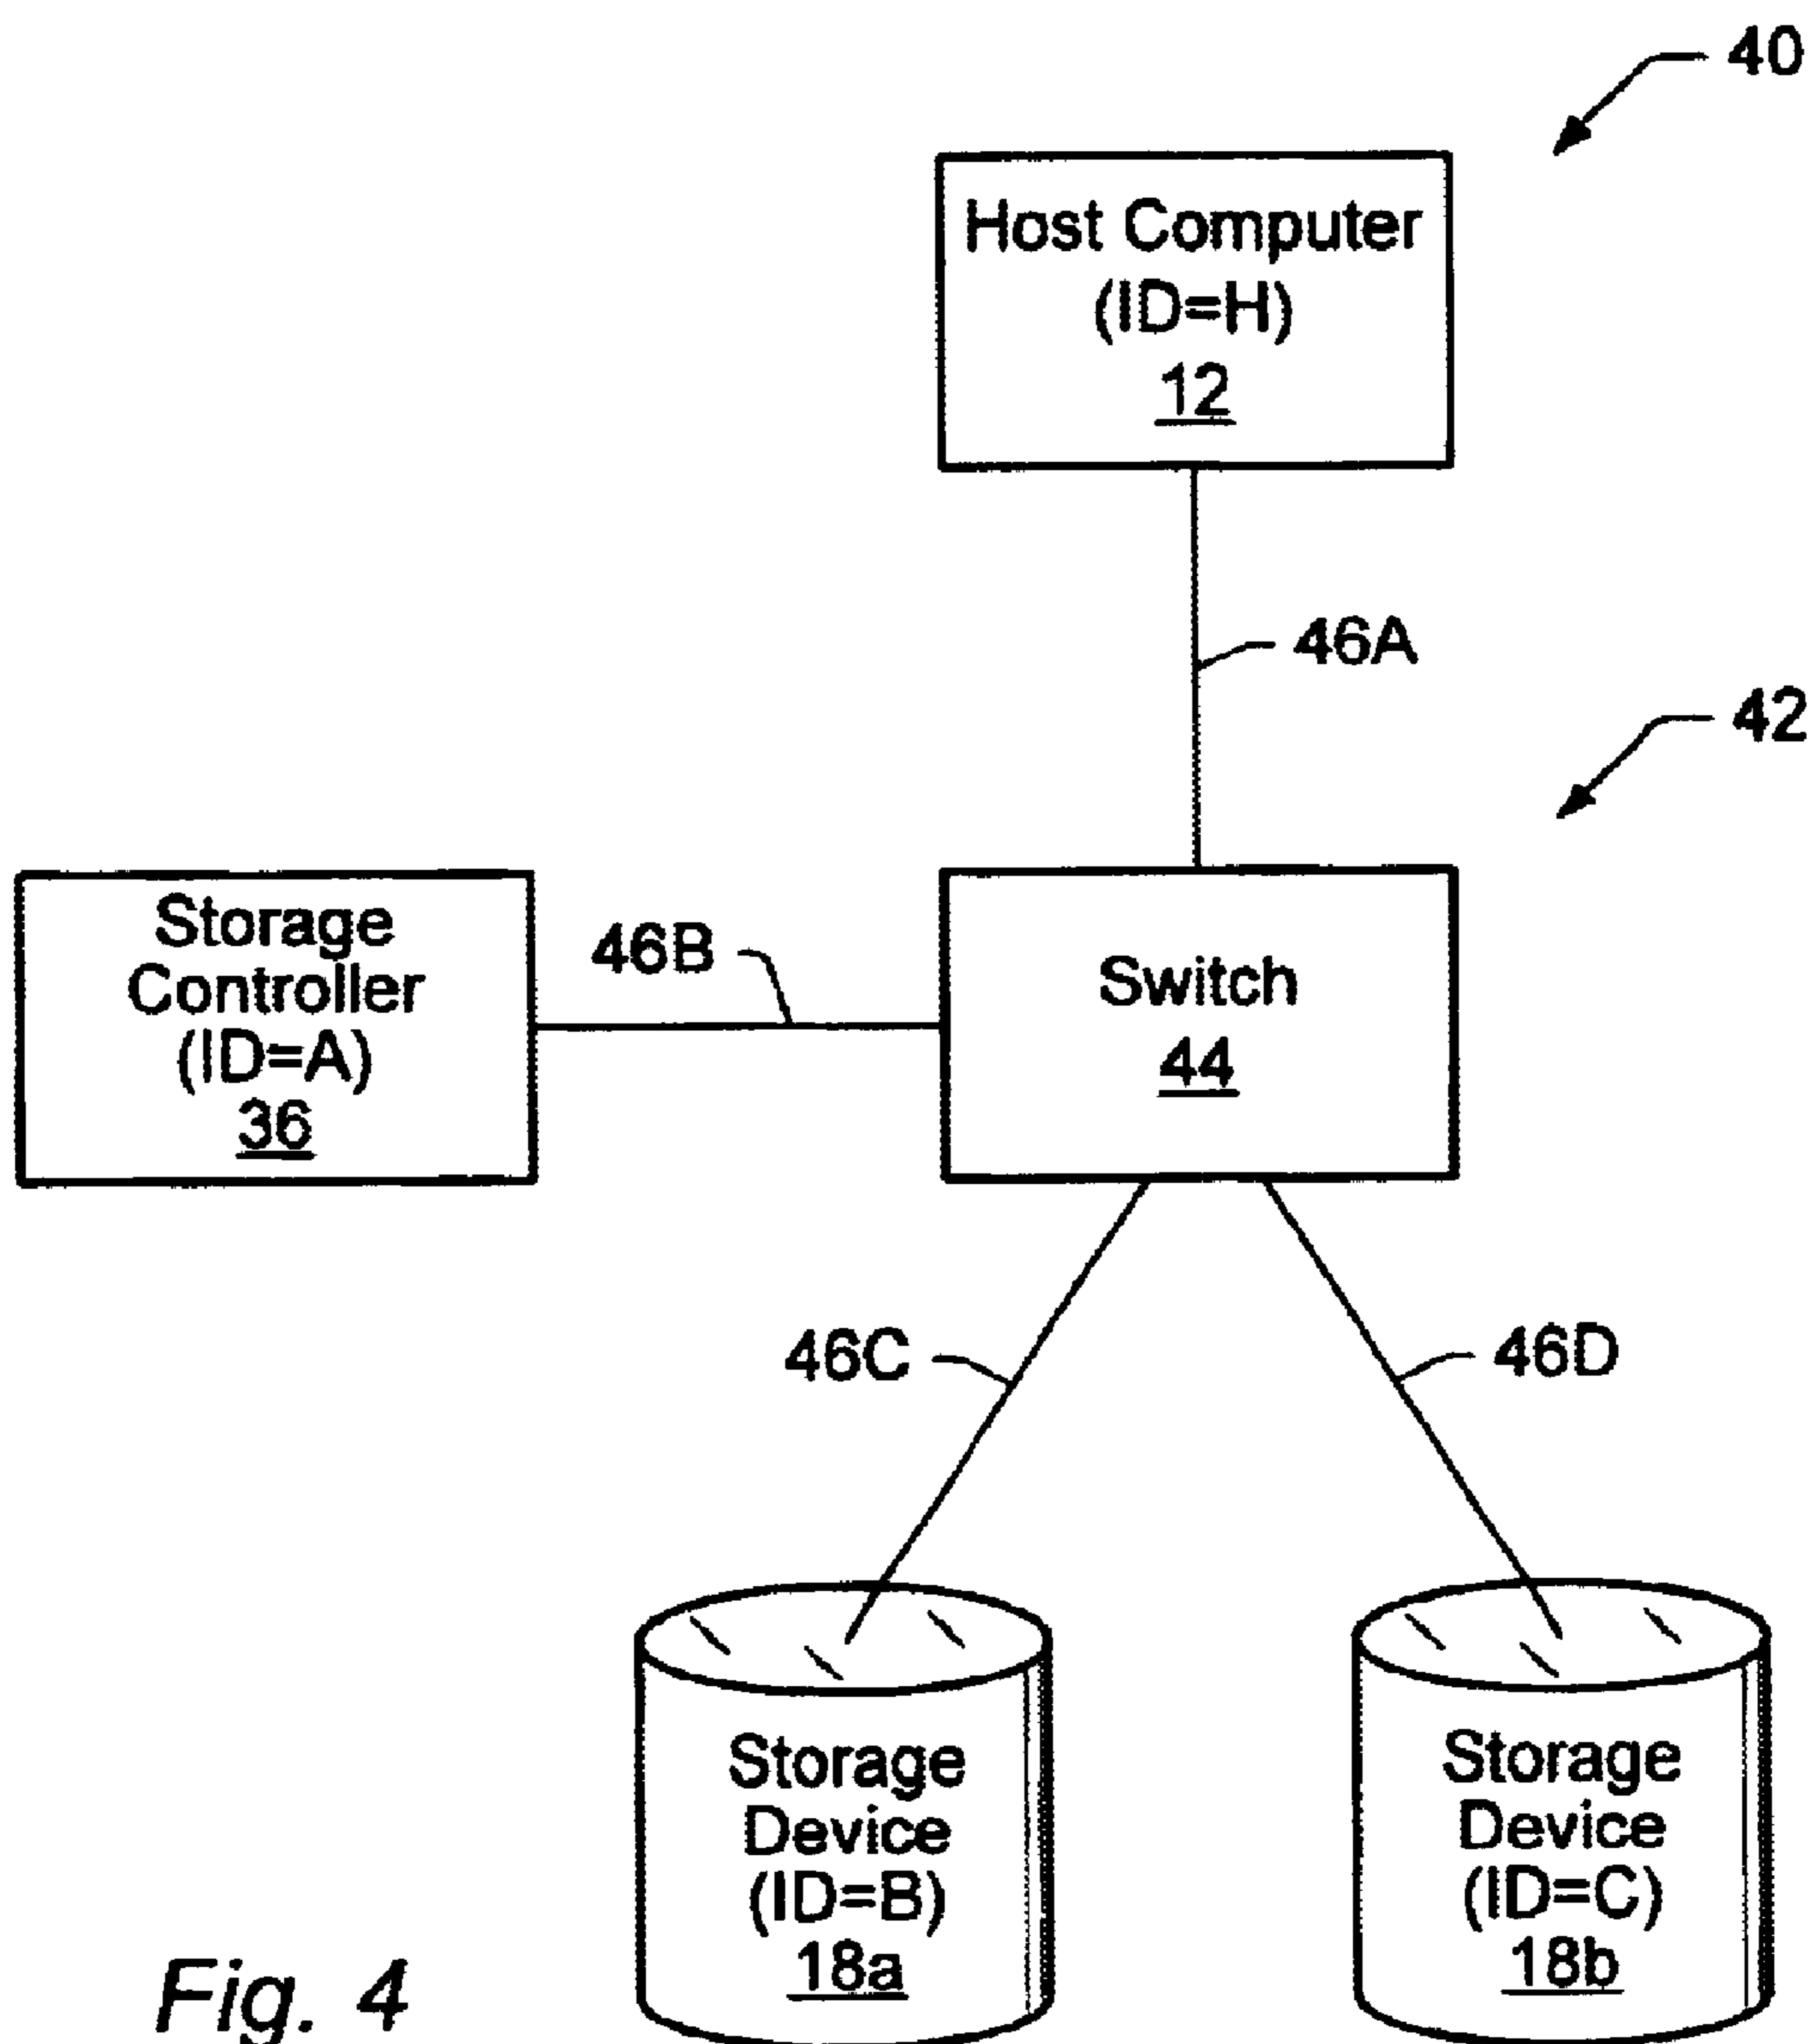 40
Host Computer
(ID=H)
12
46A
42
Storage
Controller
(ID=A)
36
46B
Switch
44
46C
46D
Storage
Device
(ID=B)
18a
Storage
Device
(ID=C)
18b
Fig. 4